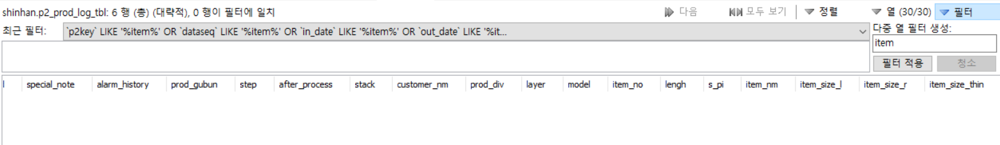 shinhan.p2_prod_log_tbl: 6 행 (총) (대략적), 0 행이 필터에 일치 다음 모두 보기 정렬 열 (30/30) 필터
최근 필터: `p2key` LIKE '%item%' OR `dataseq` LIKE '%item%' OR `in_date` LIKE '%item%' OR `out_date` LIKE '%it... 다중 열 필터 생성:
item
필터 적용 청소
l special_note alarm_history prod_gubun step after_process stack customer_nm prod_div layer model item_no lengh s_pi item_nm item_size_l item_size_r item_size_thin